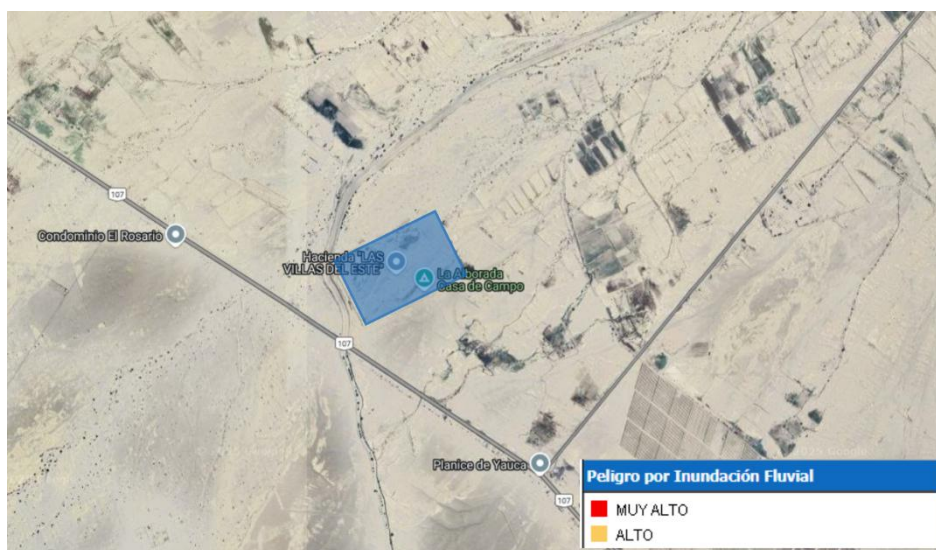 107
Condominio El Rosario
Hacienda "LAS
VILLAS DEL ESTE"
La Alborada
Casa de Campo
107
Planice de Yauca
107
Peligro por Inundación Fluvial
MUY ALTO
ALTO